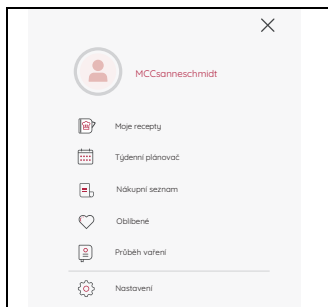 MCCsanneschmidt
Moje recepty
Týdenní plánovač
Nákupní seznam
Oblíbené
Průběh vaření
Nastavení